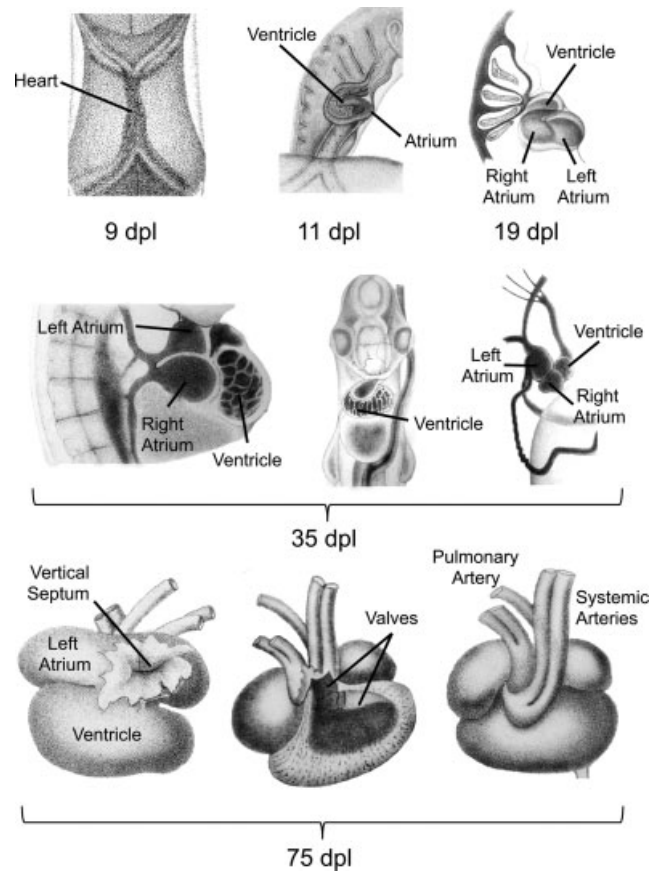 Heart
Ventricle
Atrium
Ventricle
Right
Atrium
Left
Atrium
9 dpl
11 dpl
19 dpl
Left Atrium
Right
Atrium
Ventricle
Ventricle
Left
Atrium
Ventricle
Right
Atrium
35 dpl
Vertical
Septum
Left
Atrium
Ventricle
Valves
Pulmonary
Artery
Systemic
Arteries
75 dpl